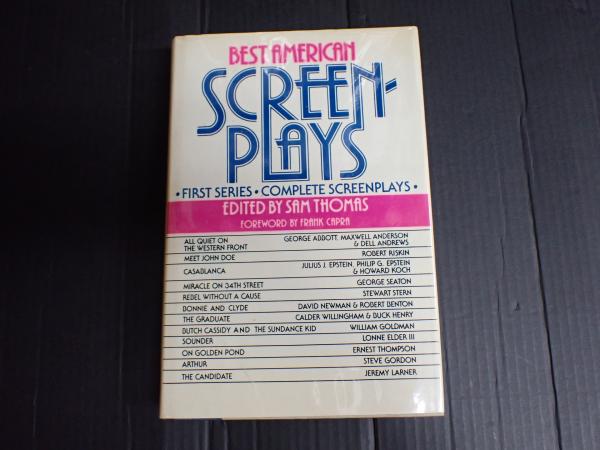 BEST AMERICAN
SCREEN-
PLAYS
• FIRST SERIES • COMPLETE SCREENPLAYS •
EDITED BY SAM THOMAS
FOREWORD BY FRANK CAPRA
ALL QUIET ON
THE WESTERN FRONT
GEORGE ABBOTT, MAXWELL ANDERSON
& DELL ANDREWS
MEET JOHN DOE ROBERT RISKIN
CASABLANCA
JULIUS J. EPSTEIN, PHILIP G. EPSTEIN
& HOWARD KOCH
MIRACLE ON 34TH STREET GEORGE SEATON
REBEL WITHOUT A CAUSE STEWART STERN
BONNIE AND CLYDE DAVID NEWMAN & ROBERT BENTON
THE GRADUATE CALDER WILLINGHAM & BUCK HENRY
BUTCH CASSIDY AND THE SUNDANCE KID WILLIAM GOLDMAN
SOUNDER LONNE ELDER III
ON GOLDEN POND ERNEST THOMPSON
ARTHUR STEVE GORDON
THE CANDIDATE JEREMY LARNER